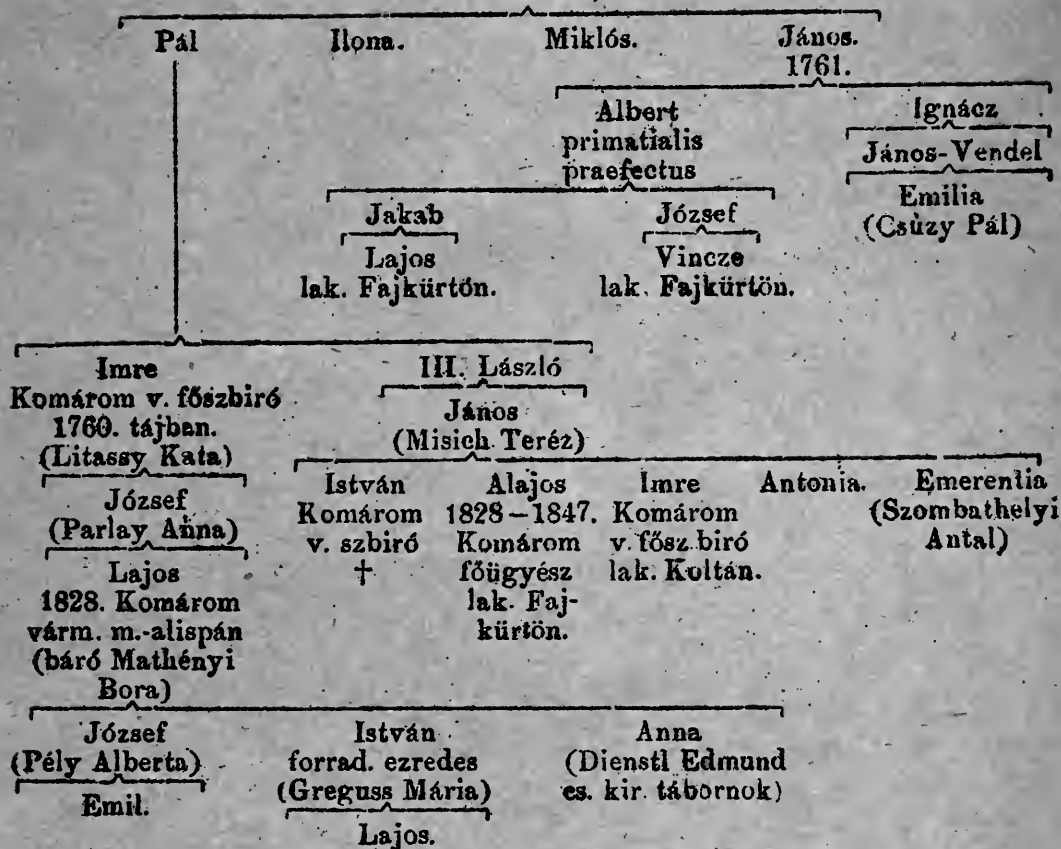 Pál Ilona. Miklós. János.
1761.
Albert Ignácz
primatialis János-Vendel
praefectus Emilia
Jakab József (Csúzy Pál)
Lajos Vincze
lak. Fajkürtön. lak. Fajkürtön.
Imre III. László
Komárom v. főszbiró János
1760. tájban. (Misich Teréz)
(Litassy Kata)
József
(Parlay Anna)
Lajos
1828. Komárom
várm. m.-alispán
(báró Mathényi
Bora)
István
Komárom
v. szbiró
†
Alajos
1828–1847.
Komárom
főügyész
lak. Faj-
kürtön.
Imre
Komárom
v. fősz.biró
lak. Koltán.
Antonia.
Emerentia
(Szombathelyi
Antal)
József
(Pély Alberta)
Emil.
István
forrad. ezredes
(Greguss Mária)
Lajos.
Anna
(Dienstl Edmund
cs. kir. tábornok)